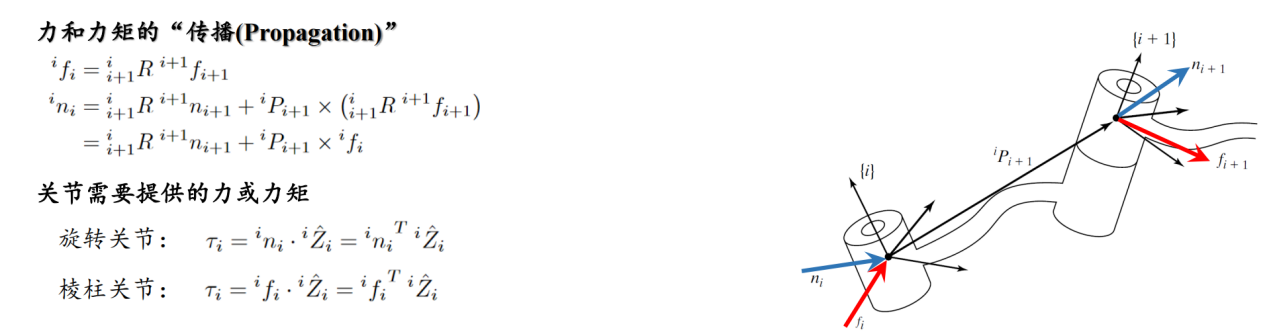 力和力矩的“传播(Propagation)”
${}^{i}f_{i} = {}^{i}_{i+1}R\,{}^{i+1}f_{i+1}$
${}^{i}n_{i} = {}^{i}_{i+1}R\,{}^{i+1}n_{i+1} + {}^{i}P_{i+1} \times \left({}^{i}_{i+1}R\,{}^{i+1}f_{i+1}\right)$
$= {}^{i}_{i+1}R\,{}^{i+1}n_{i+1} + {}^{i}P_{i+1} \times {}^{i}f_{i}$
关节需要提供的力或力矩
旋转关节： $\tau_{i} = {}^{i}n_{i} \cdot {}^{i}\hat{Z}_{i} = {}^{i}n_{i}^{T}\,{}^{i}\hat{Z}_{i}$
棱柱关节： $\tau_{i} = {}^{i}f_{i} \cdot {}^{i}\hat{Z}_{i} = {}^{i}f_{i}^{T}\,{}^{i}\hat{Z}_{i}$
{i + 1}
$n_{i+1}$
${}^{i}P_{i+1}$
$f_{i+1}$
{i}
$n_{i}$
$f_{i}$